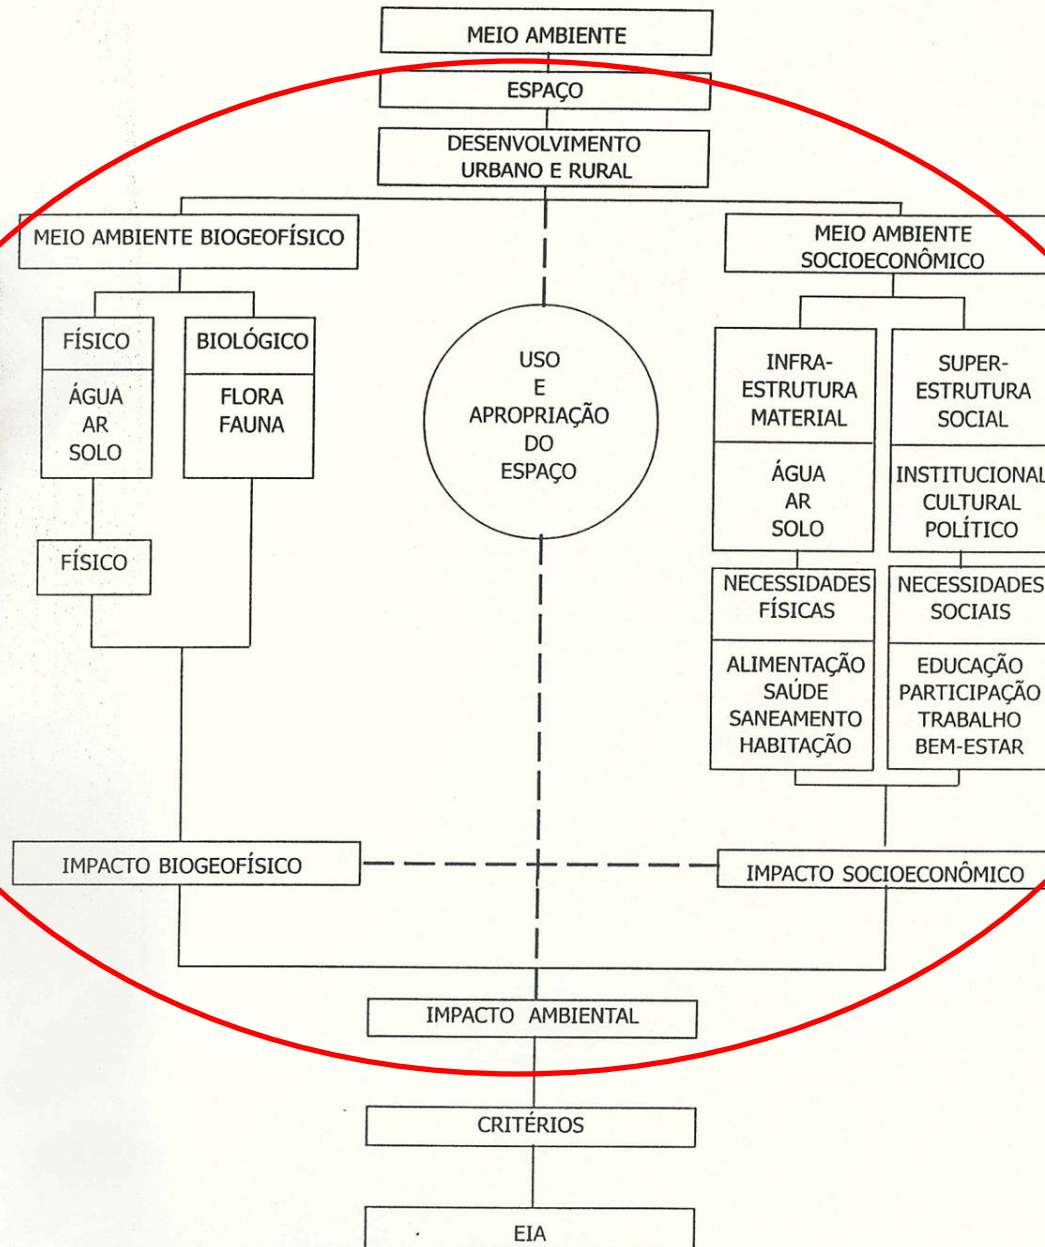 MEIO AMBIENTE
ESPAÇO
DESENVOLVIMENTO
URBANO E RURAL
MEIO AMBIENTE BIOGEOFÍSICO
FÍSICO
ÁGUA
AR
SOLO
BIOLÓGICO
FLORA
FAUNA
FÍSICO
USO
E
APROPRIAÇÃO
DO
ESPAÇO
MEIO AMBIENTE
SOCIOECONÔMICO
INFRA-
ESTRUTURA
MATERIAL
ÁGUA
AR
SOLO
NECESSIDADES
FÍSICAS
ALIMENTAÇÃO
SAÚDE
SANEAMENTO
HABITAÇÃO
SUPER-
ESTRUTURA
SOCIAL
INSTITUCIONAL
CULTURAL
POLÍTICO
NECESSIDADES
SOCIAIS
EDUCAÇÃO
PARTICIPAÇÃO
TRABALHO
BEM-ESTAR
IMPACTO BIOGEOFÍSICO
IMPACTO SOCIOECONÔMICO
IMPACTO AMBIENTAL
CRITÉRIOS
EIA